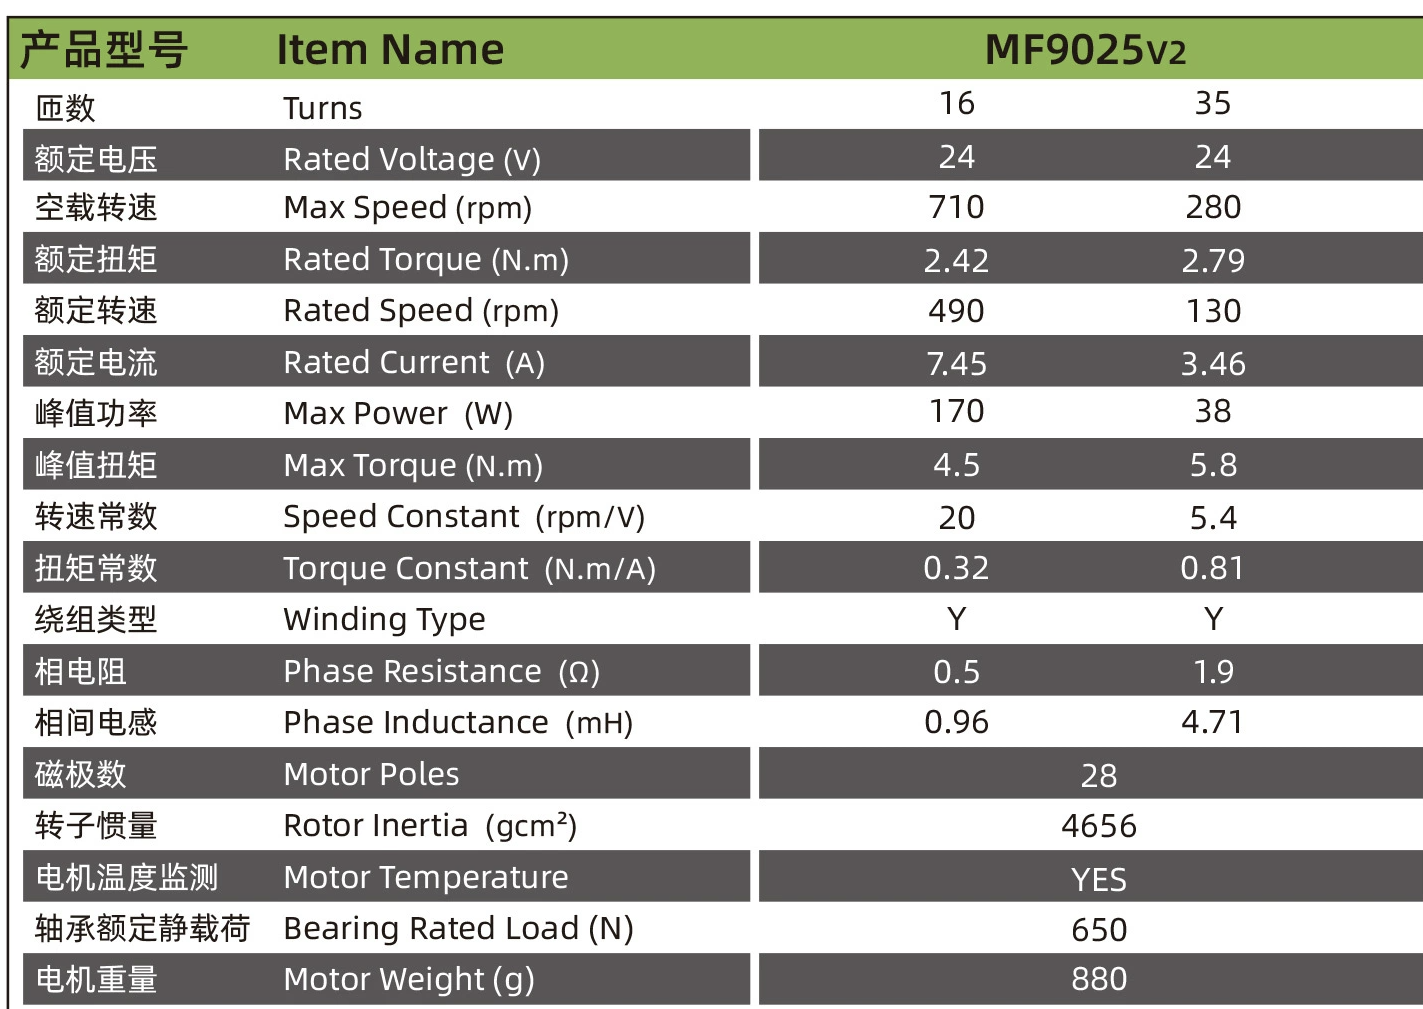 产品型号 Item Name MF9025V2
匝数 Turns 16 35
额定电压 Rated Voltage (V) 24 24
空载转速 Max Speed (rpm) 710 280
额定扭矩 Rated Torque (N.m) 2.42 2.79
额定转速 Rated Speed (rpm) 490 130
额定电流 Rated Current (A) 7.45 3.46
峰值功率 Max Power (W) 170 38
峰值扭矩 Max Torque (N.m) 4.5 5.8
转速常数 Speed Constant (rpm/V) 20 5.4
扭矩常数 Torque Constant (N.m/A) 0.32 0.81
绕组类型 Winding Type Y Y
相电阻 Phase Resistance (Ω) 0.5 1.9
相间电感 Phase Inductance (mH) 0.96 4.71
磁极数 Motor Poles 28
转子惯量 Rotor Inertia (gcm²) 4656
电机温度监测 Motor Temperature YES
轴承额定静载荷 Bearing Rated Load (N) 650
电机重量 Motor Weight (g) 880